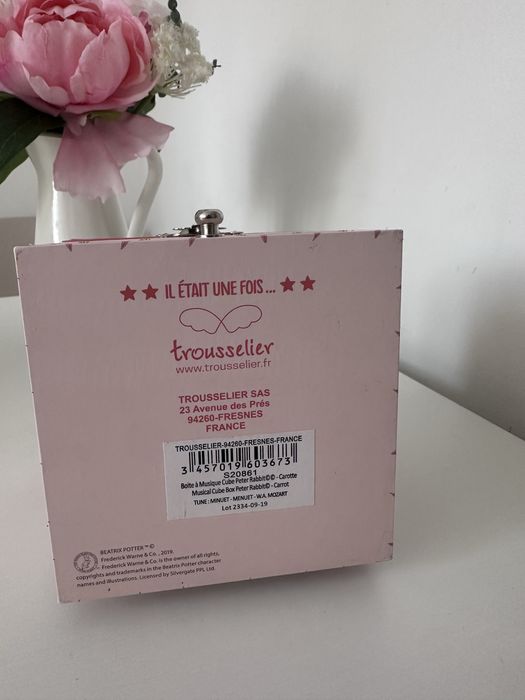 ★ ★ IL ÉTAIT UNE FOIS... ★ ★
trousselier
www.trousselier.fr
TROUSSELIER SAS
23 Avenue des Prés
94260-FRESNES
FRANCE
TROUSSELIER-94260-FRESNES-FRANCE
3 457019 603673
S20861
Boite à Musique Cube Peter Rabbit©© - Carotte
Musical Cube Box Peter Rabbit© - Carrot
TUNE : MINUET - MENUET - W.A. MOZART
Lot 2334-09-19
BEATRIX POTTER™©
Frederick Warne & Co., 2019.
Frederick Warne & Co. is the owner of all rights,
copyrights and trademarks in the Beatrix Potter character
names and illustrations. Licensed by Silvergate PPL Ltd.